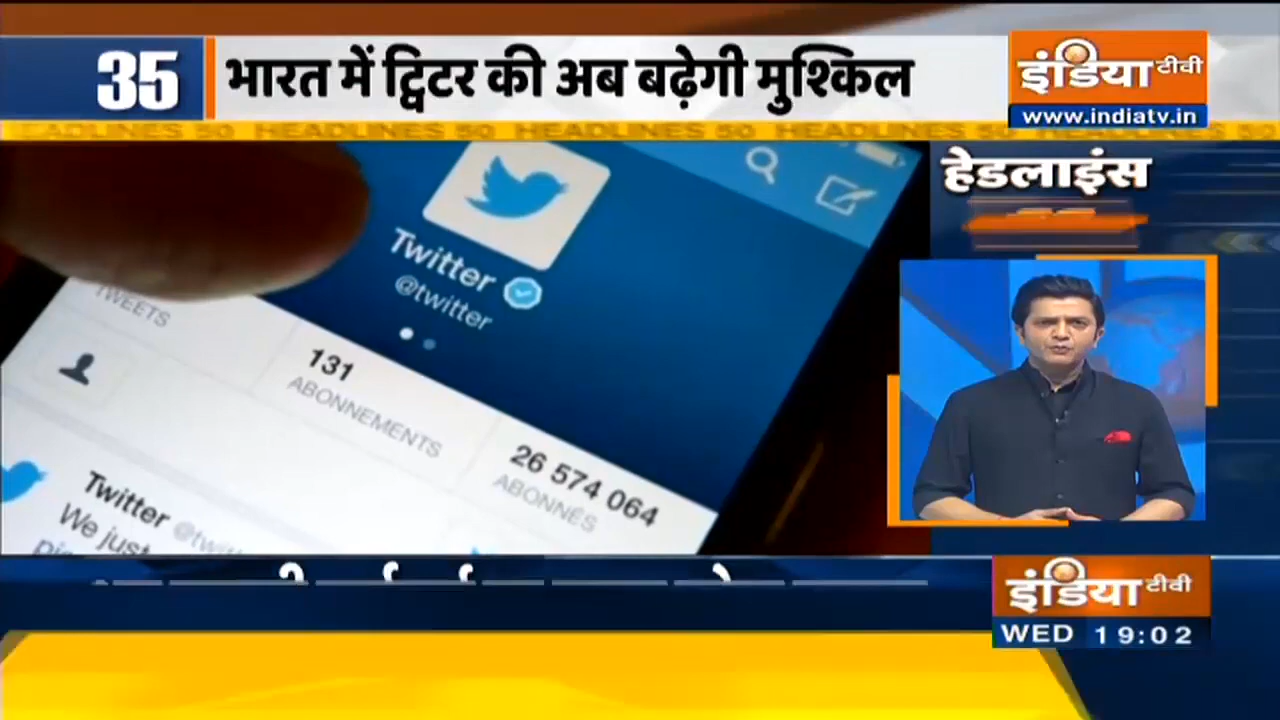 35
भारत में ट्विटर की अब बढ़ेगी मुश्किल
इंडिया टीवी
www.indiatv.in
HEADLINES 50 HEADLINES 50 HEADLINES 50 HEADLINES 50
हेडलाइंस
Twitter
@twitter
TWEETS
131
ABONNEMENTS
26 574 064
ABONNÉS
Twitter
We just
इंडिया टीवी
WED 19:02